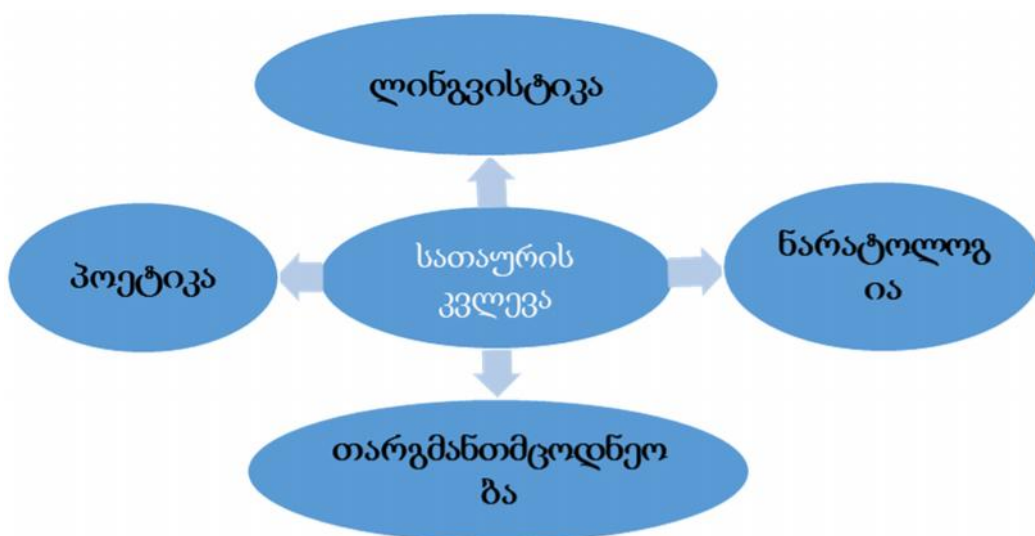 ლინგვისტიკა
პოეტიკა
სათაურის
კვლევა
ნარატოლოგ
ია
თარგმანთმცოდნეო
ბა